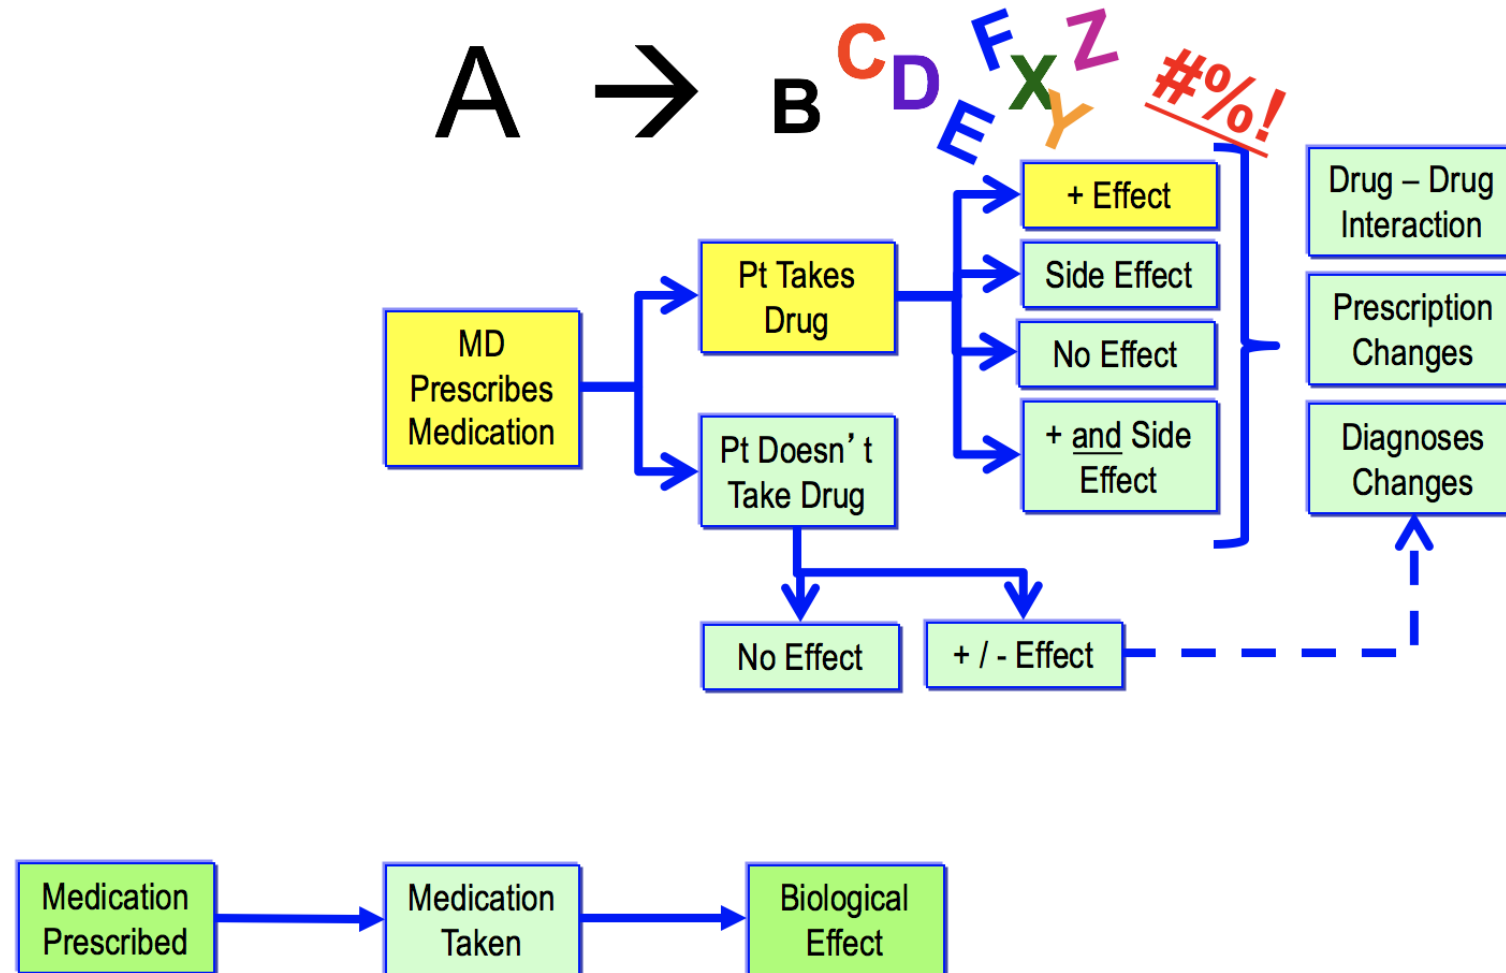 A → B C D E F X Y Z #%!
+ Effect
Side Effect
No Effect
+ and Side
Effect
Drug – Drug
Interaction
Prescription
Changes
Diagnoses
Changes
Pt Takes
Drug
MD
Prescribes
Medication
Pt Doesn’t
Take Drug
No Effect
+ / - Effect
Medication
Prescribed
Medication
Taken
Biological
Effect